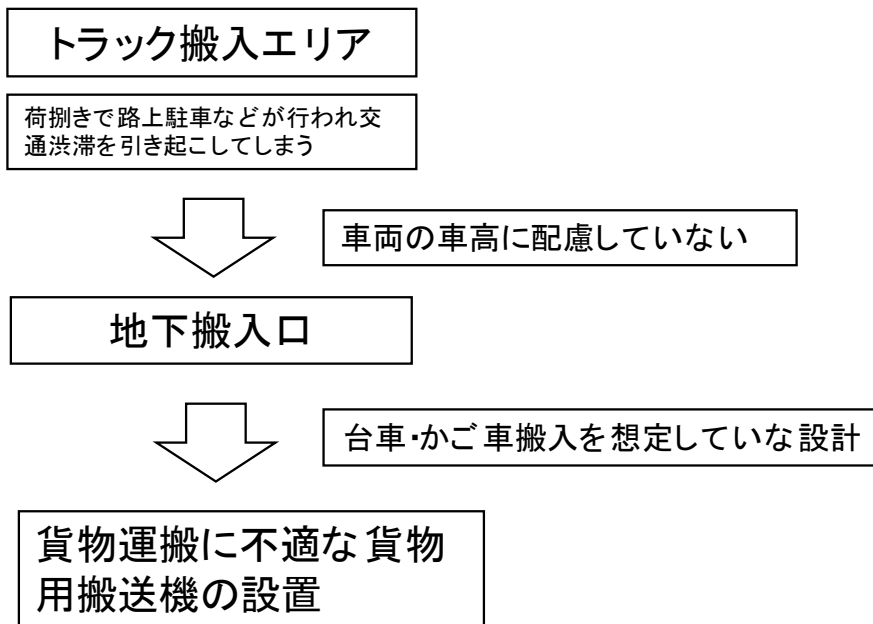 トラック搬入エリア
荷捌きで路上駐車などが行われ交
通渋滞を引き起こしてしまう
車両の車高に配慮していない
地下搬入口
台車・かご車搬入を想定していな設計
貨物運搬に不適な貨物
用搬送機の設置